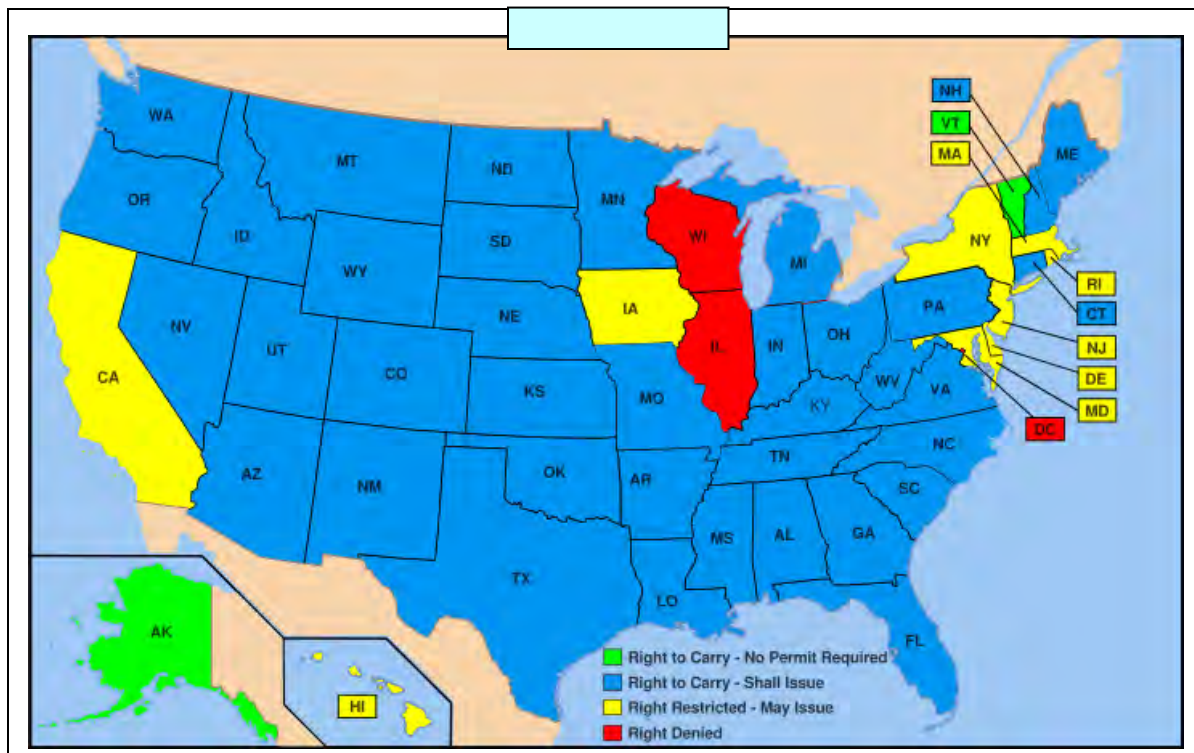 NH
VT
MA
ME
WA
MT
ND
MN
OR
ID
SD
WI
NY
MI
WY
RI
IA
PA
CT
NE
NV
OH
IN
NJ
UT
IL
CA
CO
DE
WV
VA
KS
MO
KY
MD
DC
NC
TN
AZ
OK
AR
NM
SC
MS
AL
GA
TX
LO
FL
AK
HI
Right to Carry - No Permit Required
Right to Carry - Shall Issue
Right Restricted - May Issue
Right Denied